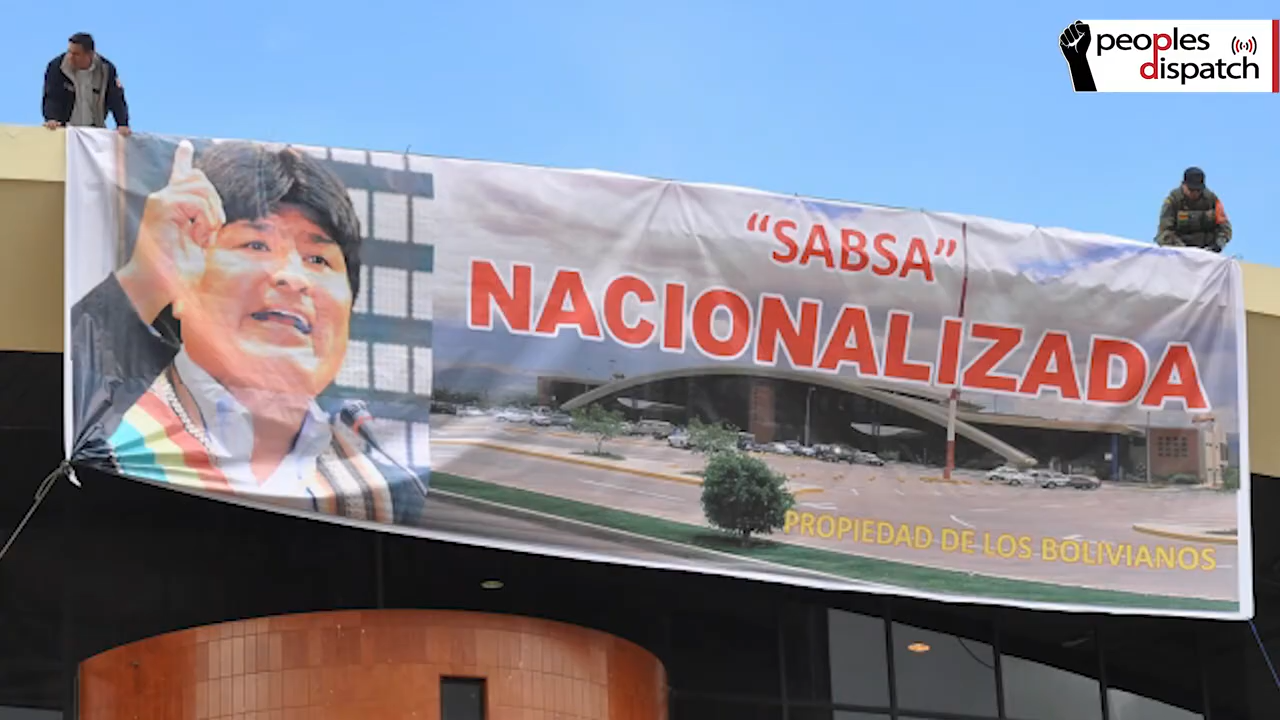 peoples
dispatch
“SABSA”
NACIONALIZADA
PROPIEDAD DE LOS BOLIVIANOS